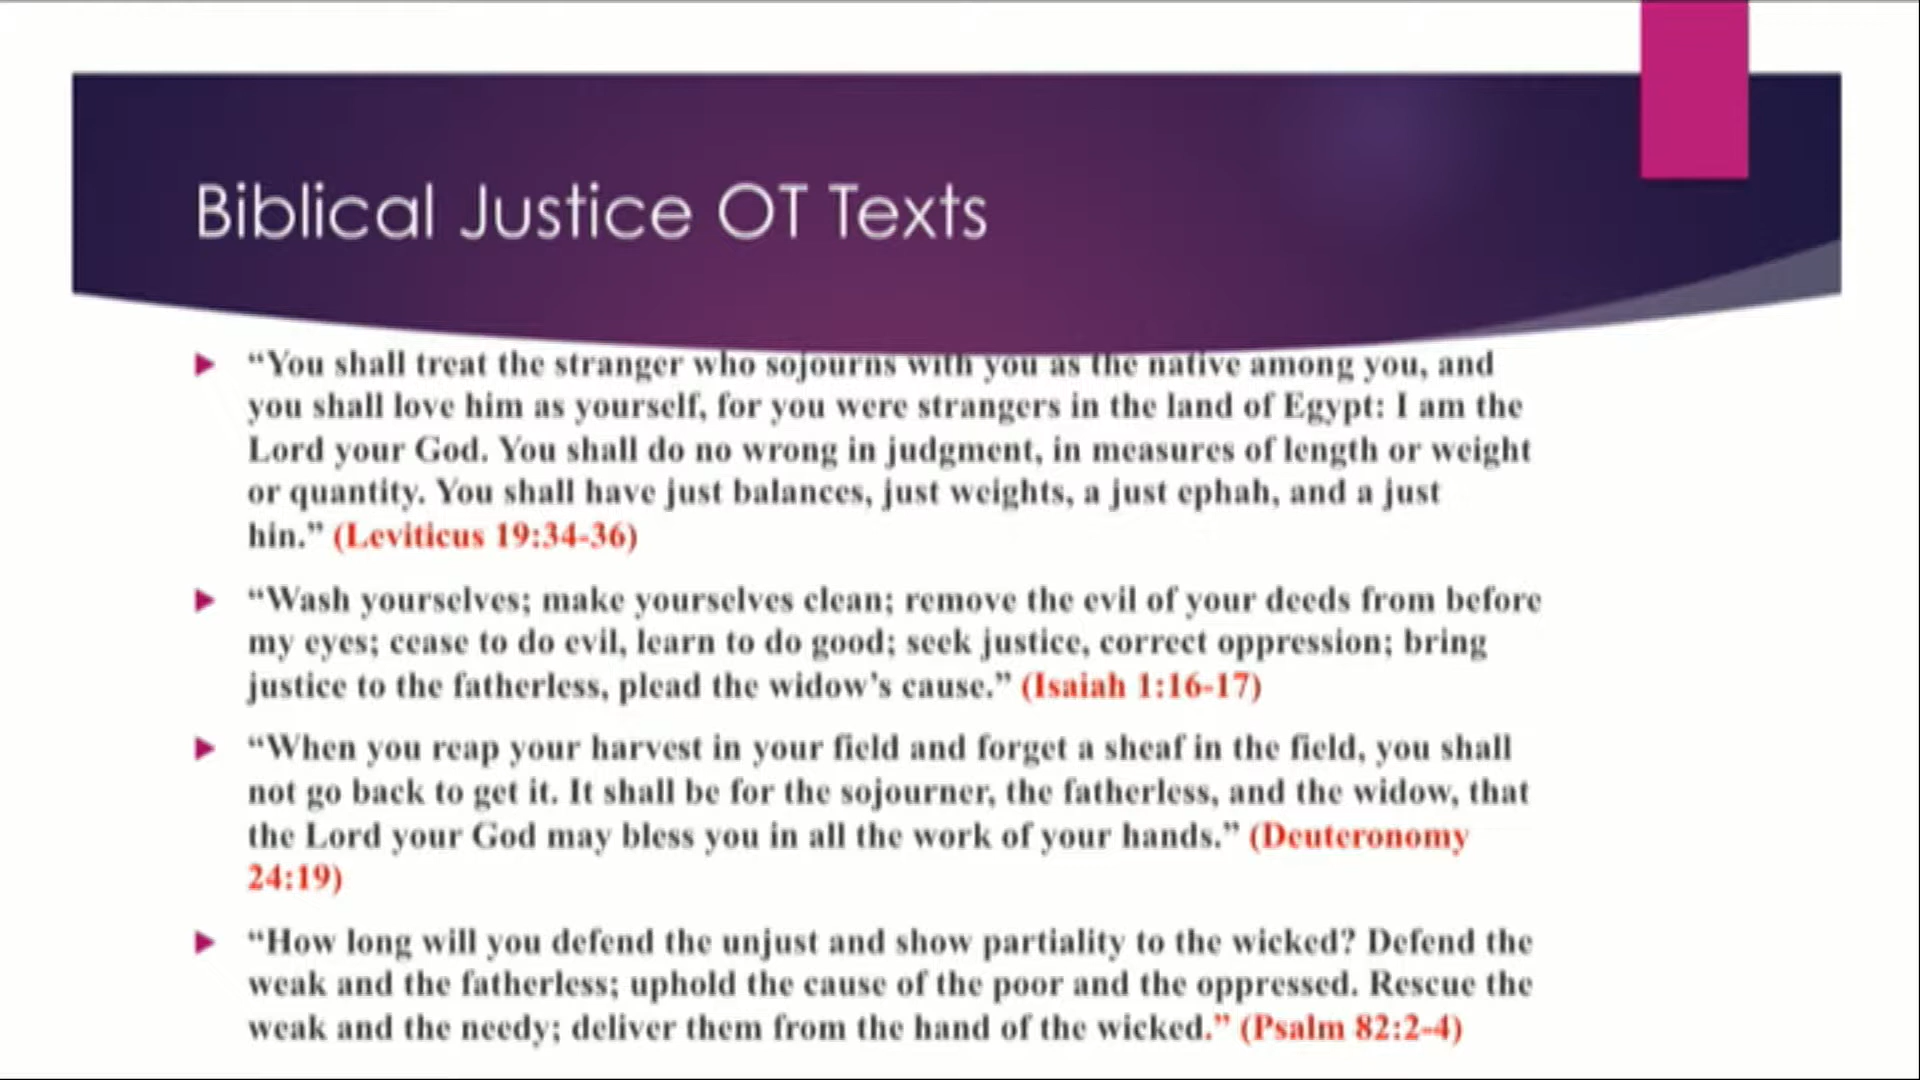 Biblical Justice OT Texts
“You shall treat the stranger who sojourns with you as the native among you, and
you shall love him as yourself, for you were strangers in the land of Egypt: I am the
Lord your God. You shall do no wrong in judgment, in measures of length or weight
or quantity. You shall have just balances, just weights, a just ephah, and a just
hin.” (Leviticus 19:34-36)
“Wash yourselves; make yourselves clean; remove the evil of your deeds from before
my eyes; cease to do evil, learn to do good; seek justice, correct oppression; bring
justice to the fatherless, plead the widow’s cause.” (Isaiah 1:16-17)
“When you reap your harvest in your field and forget a sheaf in the field, you shall
not go back to get it. It shall be for the sojourner, the fatherless, and the widow, that
the Lord your God may bless you in all the work of your hands.” (Deuteronomy
24:19)
“How long will you defend the unjust and show partiality to the wicked? Defend the
weak and the fatherless; uphold the cause of the poor and the oppressed. Rescue the
weak and the needy; deliver them from the hand of the wicked.” (Psalm 82:2-4)